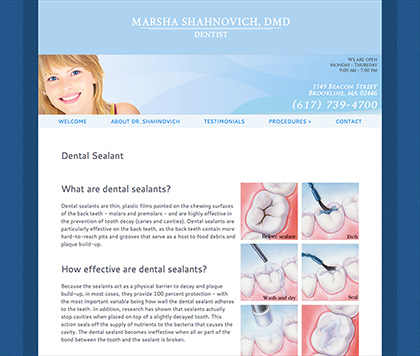 MARSHA SHAHNOVICH, DMD
DENTIST
WE ARE OPEN
MONDAY - THURSDAY
9:00 AM - 7:00 PM
1149 BEACON STREET
BROOKLINE, MA 02446
(617) 739-4700
WELCOME ABOUT DR. SHAHNOVICH TESTIMONIALS PROCEDURES + CONTACT
Dental Sealant
What are dental sealants?
Dental sealants are thin, plastic films pointed on the chewing surfaces
of the back teeth – molars and premolars – and are highly effective in
the prevention of tooth decay (caries and cavities). Dental sealants are
particularly effective on the back teeth, as the back teeth contain more
hard-to-reach pits and grooves that serve as a host to food debris and
plaque build-up.
Before sealant
Etch
Wash and dry
Seal
How effective are dental sealants?
Because the sealants act as a physical barrier to decay and plaque
build-up, in most cases, they provide 100 percent protection – with
the most important variable being how well the dental sealant adheres
to the teeth. In addition, research has shown that sealants actually
stop cavities when placed on top of a slightly decayed tooth. This
action seals off the supply of nutrients to the bacteria that causes the
cavity. The dental sealant becomes ineffective when all or part of the
bond between the tooth and the sealant is broken.